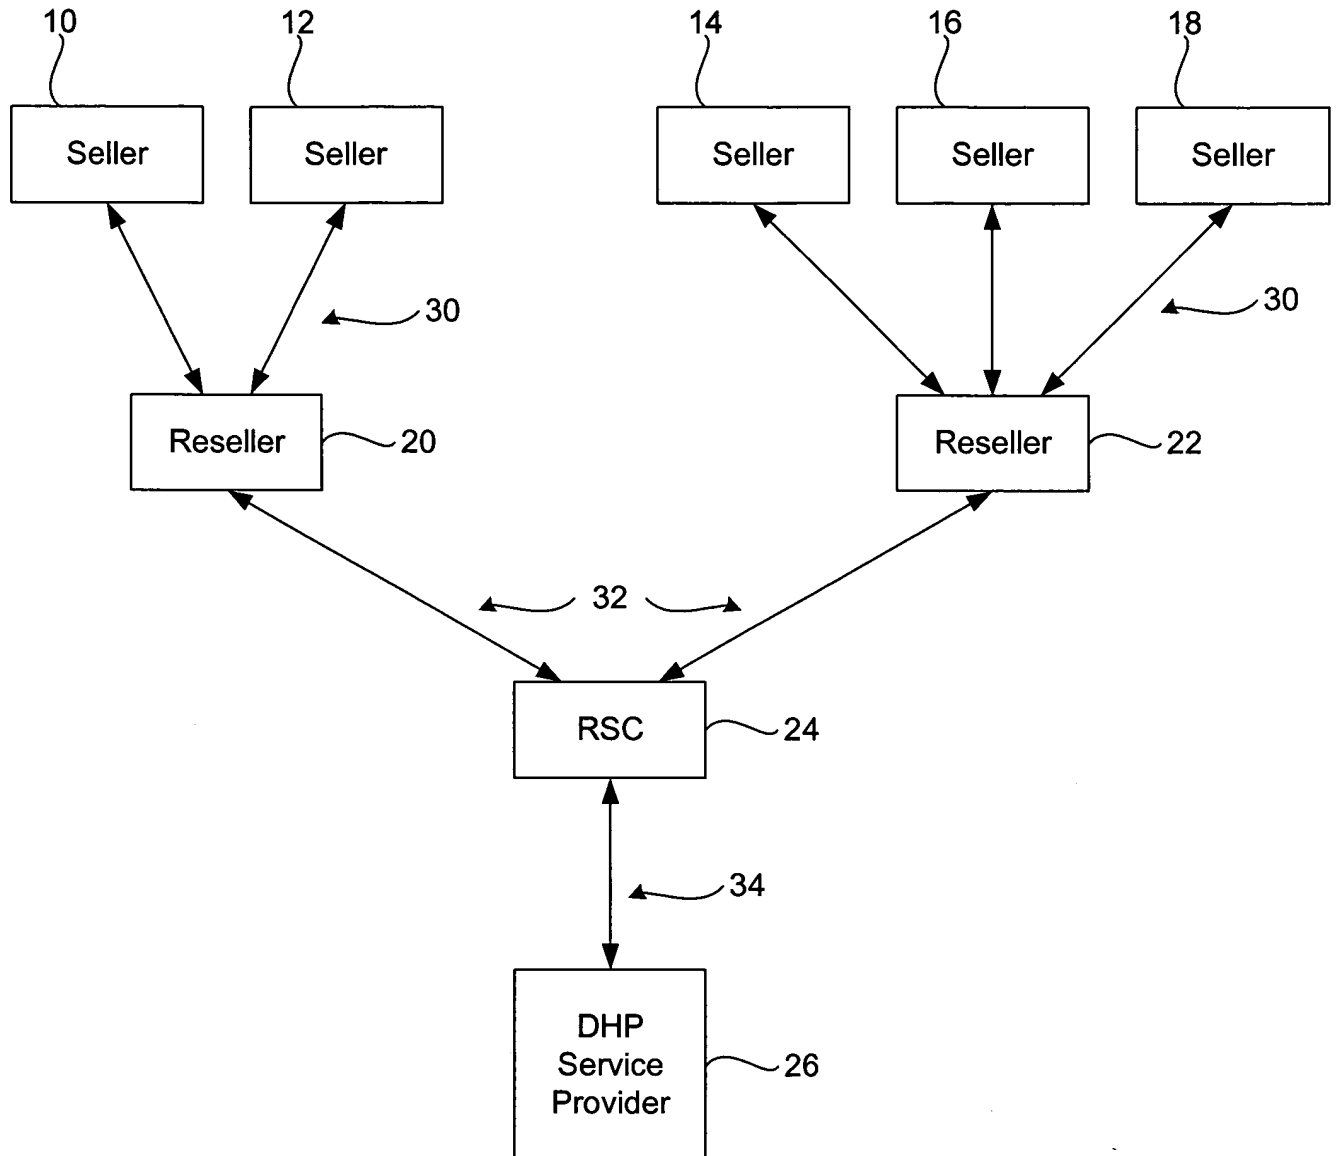 10 12 14 16 18
Seller Seller Seller Seller Seller
30 30
Reseller 20 Reseller 22
32
RSC 24
34
DHP
Service 26
Provider